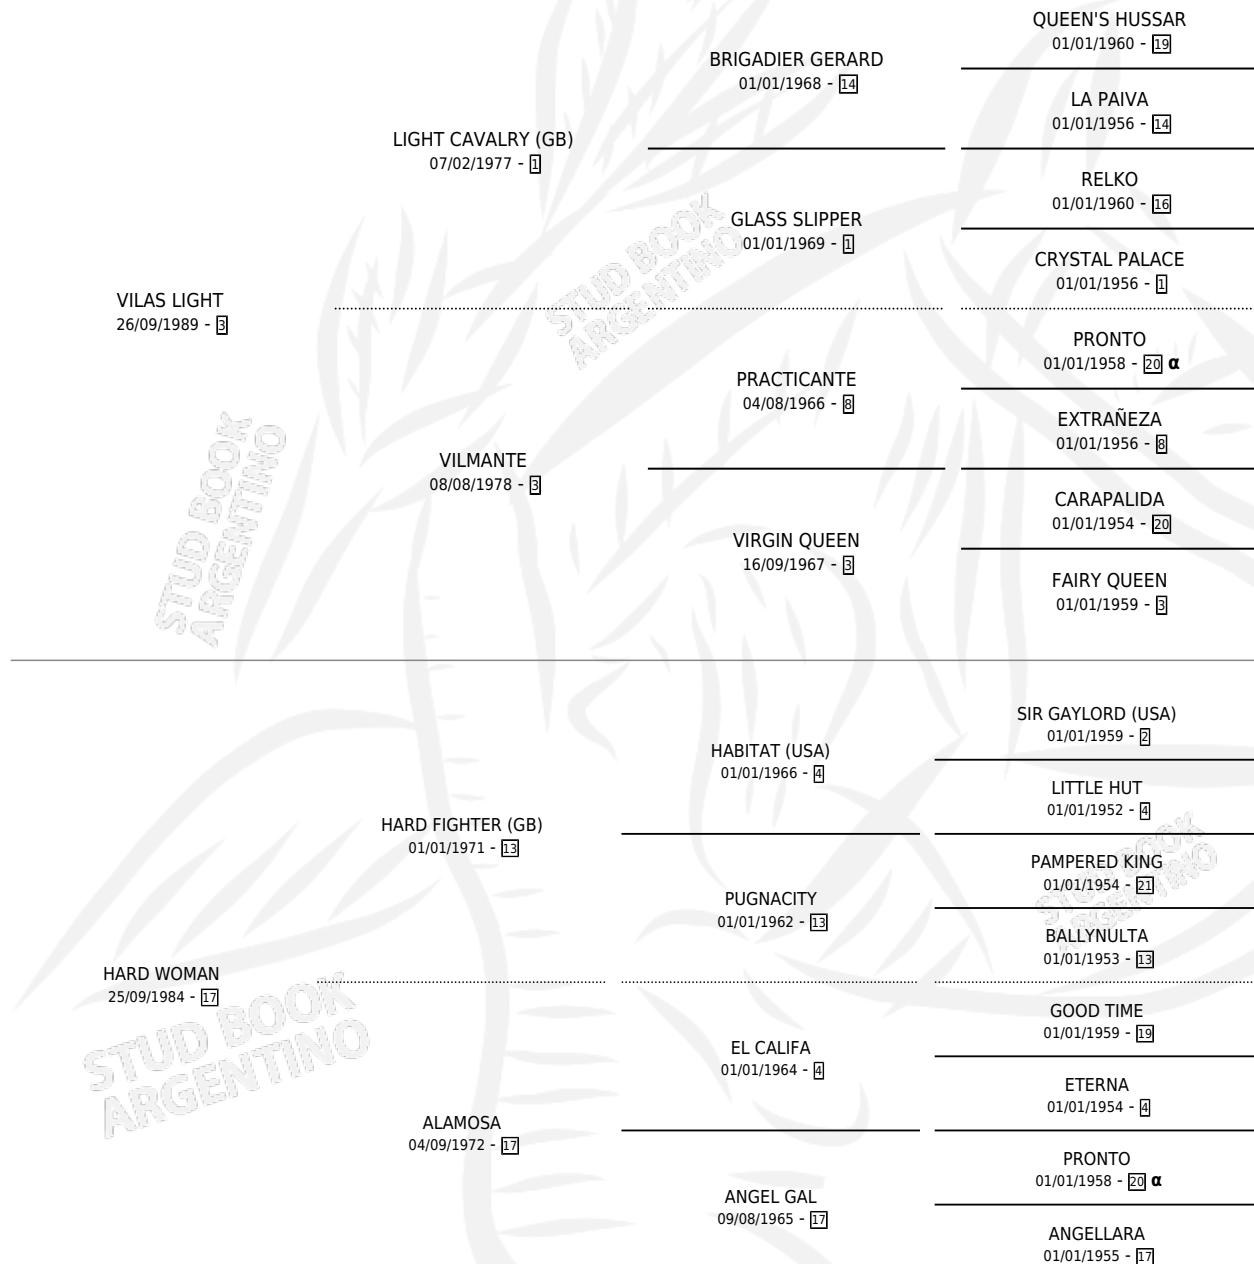 QUEEN'S HUSSAR
01/01/1960 - 19
BRIGADIER GERARD
01/01/1968 - 14
LA PAIVA
01/01/1956 - 14
LIGHT CAVALRY (GB)
07/02/1977 - 1
RELKO
01/01/1960 - 16
GLASS SLIPPER
01/01/1969 - 1
CRYSTAL PALACE
01/01/1956 - 1
VILAS LIGHT
26/09/1989 - 3
STUD BOOK
ARGENTINO
PRONTO
01/01/1958 - 20 α
PRACTICANTE
04/08/1966 - 8
EXTRAÑEZA
01/01/1956 - 8
VILMANTE
08/08/1978 - 3
CARAPALIDA
01/01/1954 - 20
VIRGIN QUEEN
16/09/1967 - 3
FAIRY QUEEN
01/01/1959 - 3
STUD BOOK
ARGENTINO
SIR GAYLORD (USA)
01/01/1959 - 2
HABITAT (USA)
01/01/1966 - 4
LITTLE HUT
01/01/1952 - 4
HARD FIGHTER (GB)
01/01/1971 - 13
PAMPERED KING
01/01/1954 - 21
PUGNACITY
01/01/1962 - 13
BALLYNULTA
01/01/1953 - 13
STUD BOOK
ARGENTINO
HARD WOMAN
25/09/1984 - 17
GOOD TIME
01/01/1959 - 19
EL CALIFA
01/01/1964 - 4
ETERNA
01/01/1954 - 4
ALAMOSA
04/09/1972 - 17
PRONTO
01/01/1958 - 20 α
ANGEL GAL
09/08/1965 - 17
ANGELLARA
01/01/1955 - 17
STUD BOOK
ARGENTINO